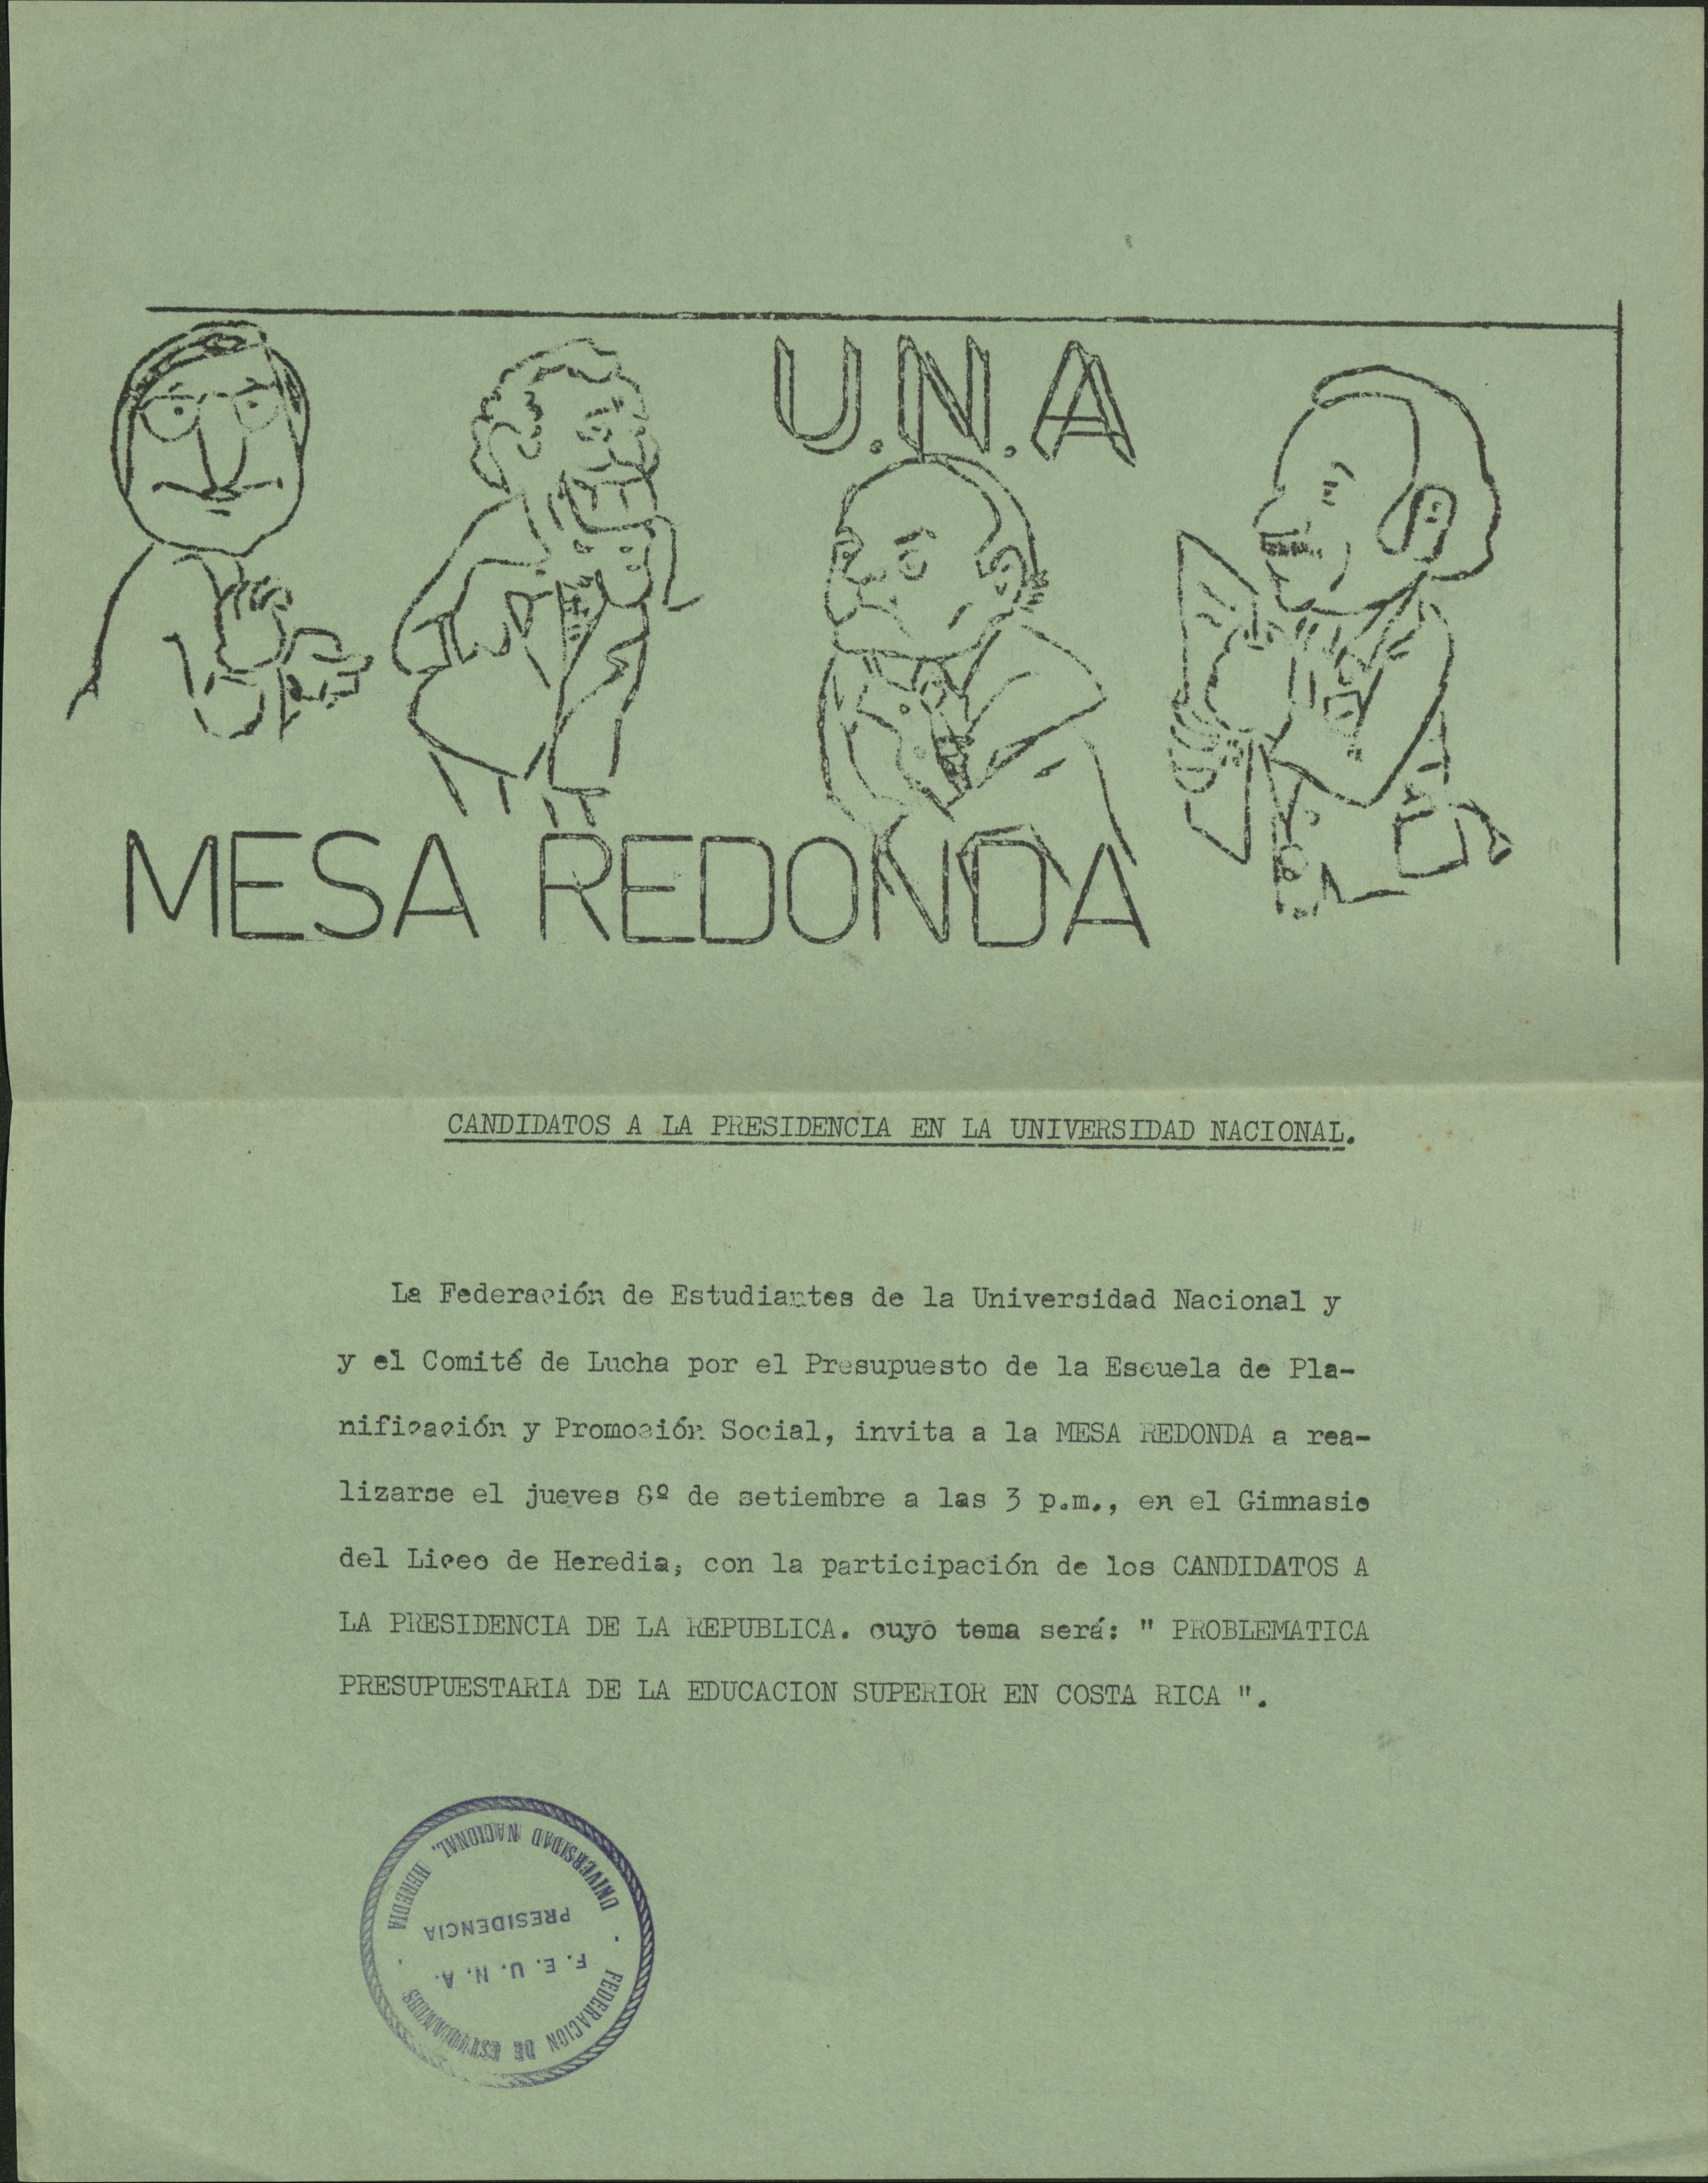 U.N.A
MESA REDONDA
CANDIDATOS A LA PRESIDENCIA EN LA UNIVERSIDAD NACIONAL.
La Federación de Estudiantes de la Universidad Nacional y
y el Comité de Lucha por el Presupuesto de la Escuela de Pla-
nificación y Promoción Social, invita a la MESA REDONDA a rea-
lizarse el jueves 8º de setiembre a las 3 p.m., en el Gimnasio
del Liceo de Heredia, con la participación de los CANDIDATOS A
LA PRESIDENCIA DE LA REPUBLICA. cuyo tema será: " PROBLEMATICA
PRESUPUESTARIA DE LA EDUCACION SUPERIOR EN COSTA RICA ".
FEDERACION DE ESTUDIANTES
F. E. U. N. A.
PRESIDENCIA
UNIVERSIDAD NACIONAL, HEREDIA